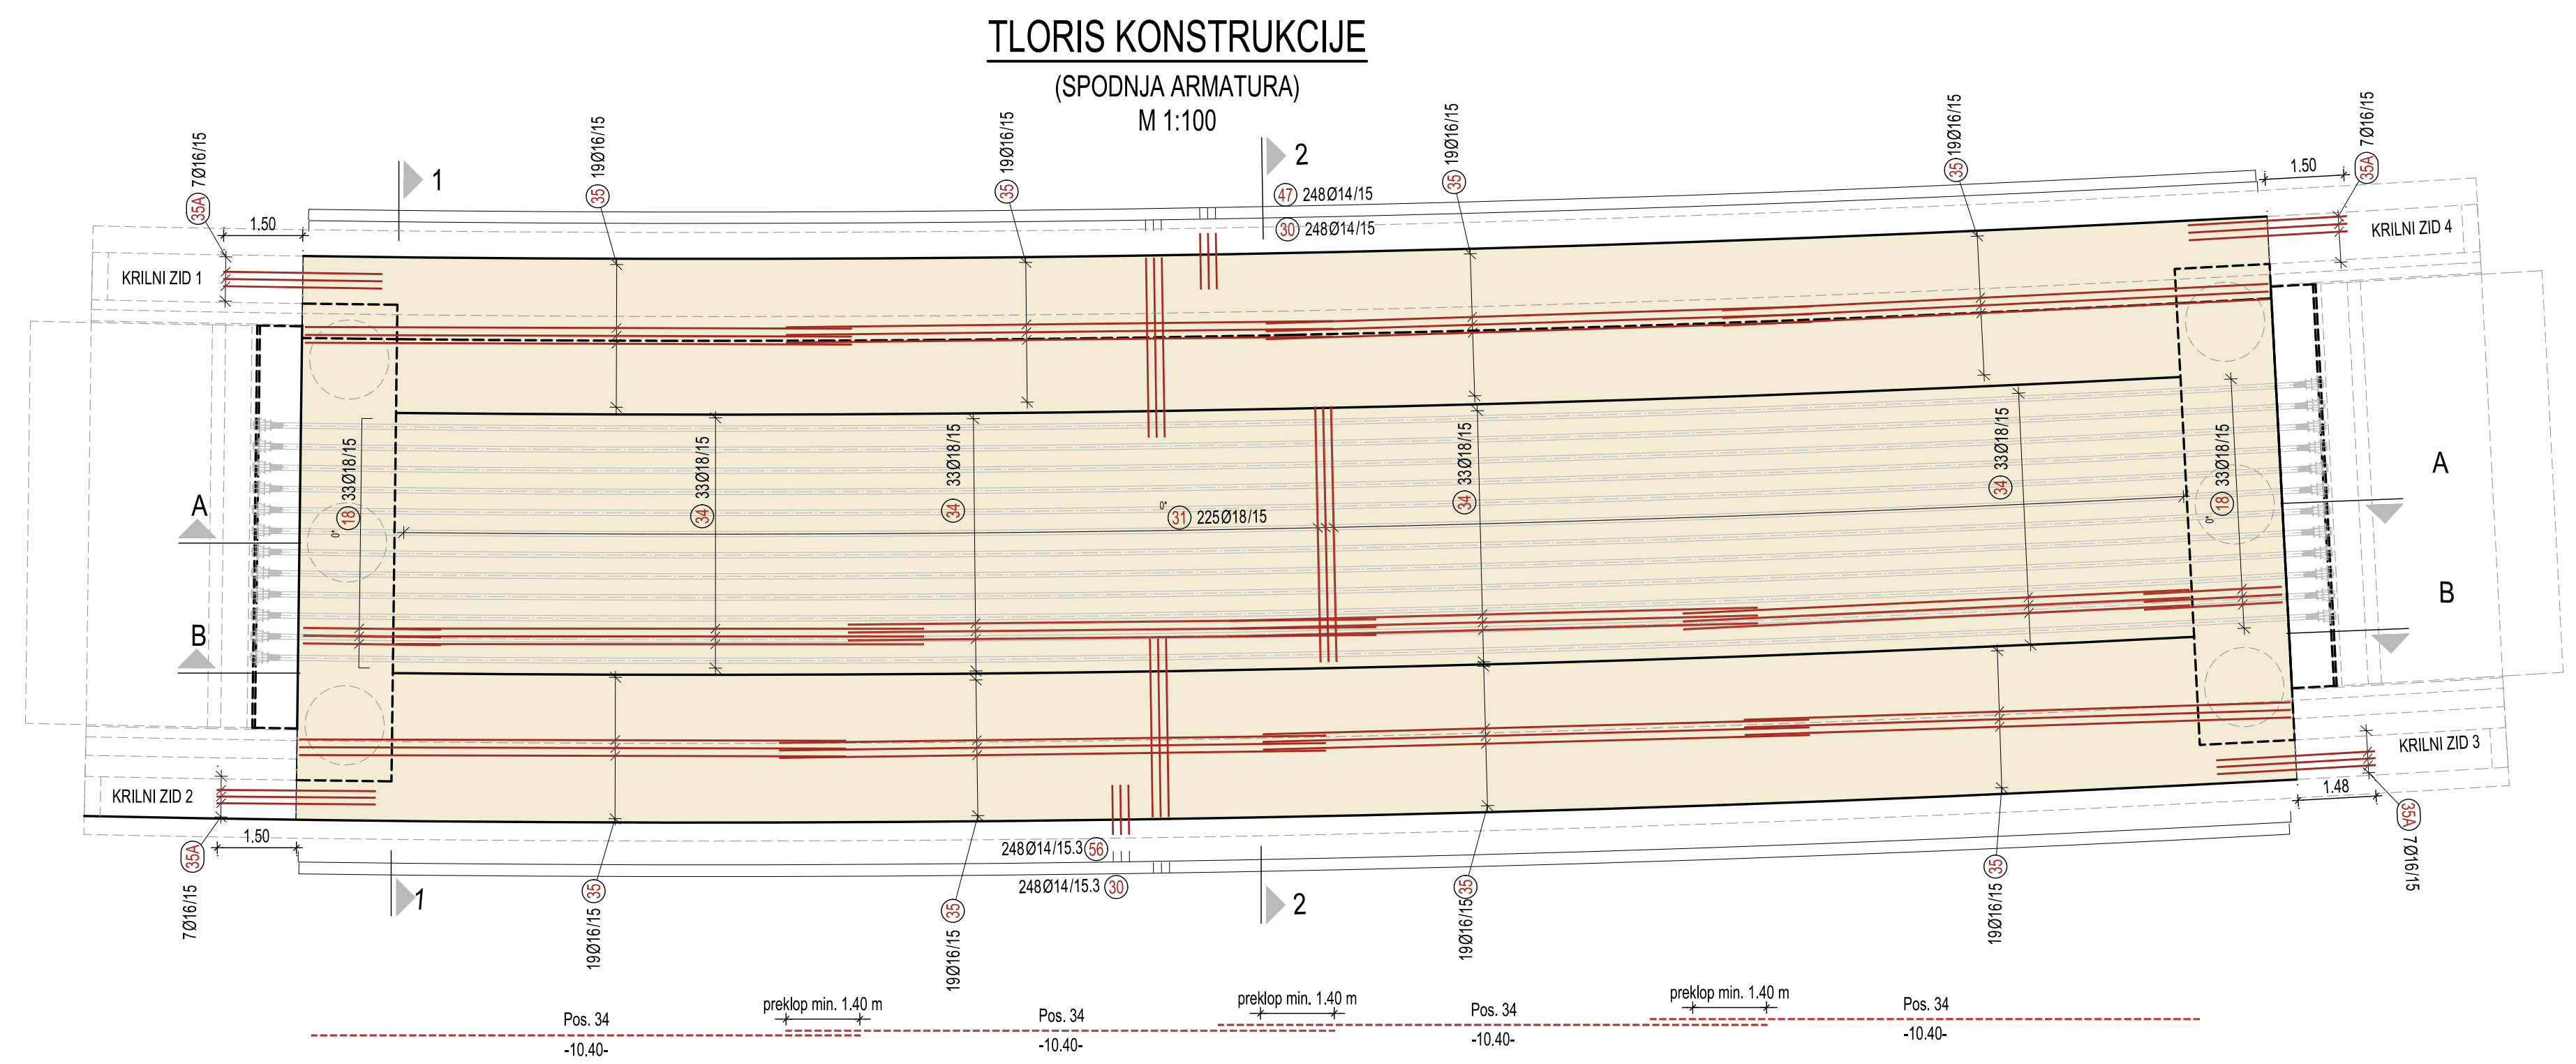 TLORIS KONSTRUKCIJE
(SPODNJA ARMATURA)
M 1:100
35A 7Ø16/15
35 19Ø16/15
35 19Ø16/15
35 19Ø16/15
35 19Ø16/15
35A 7Ø16/15
1
2
47 248Ø14/15
30 248Ø14/15
1.50
1.50
KRILNI ZID 1
KRILNI ZID 4
18 33Ø18/15
0*
34 33Ø18/15
34 33Ø18/15
34 33Ø18/15
34 33Ø18/15
18 33Ø18/15
0*
0*
31 225Ø18/15
A
A
B
B
KRILNI ZID 2
KRILNI ZID 3
1.50
1.48
35A
7Ø16/15
35A
7Ø16/15
248Ø14/15.3 56
248Ø14/15.3 30
1
2
19Ø16/15 35
19Ø16/15 35
19Ø16/15 35
19Ø16/15 35
preklop min. 1.40 m
preklop min. 1.40 m
preklop min. 1.40 m
Pos. 34
Pos. 34
Pos. 34
Pos. 34
-10.40-
-10.40-
-10.40-
-10.40-